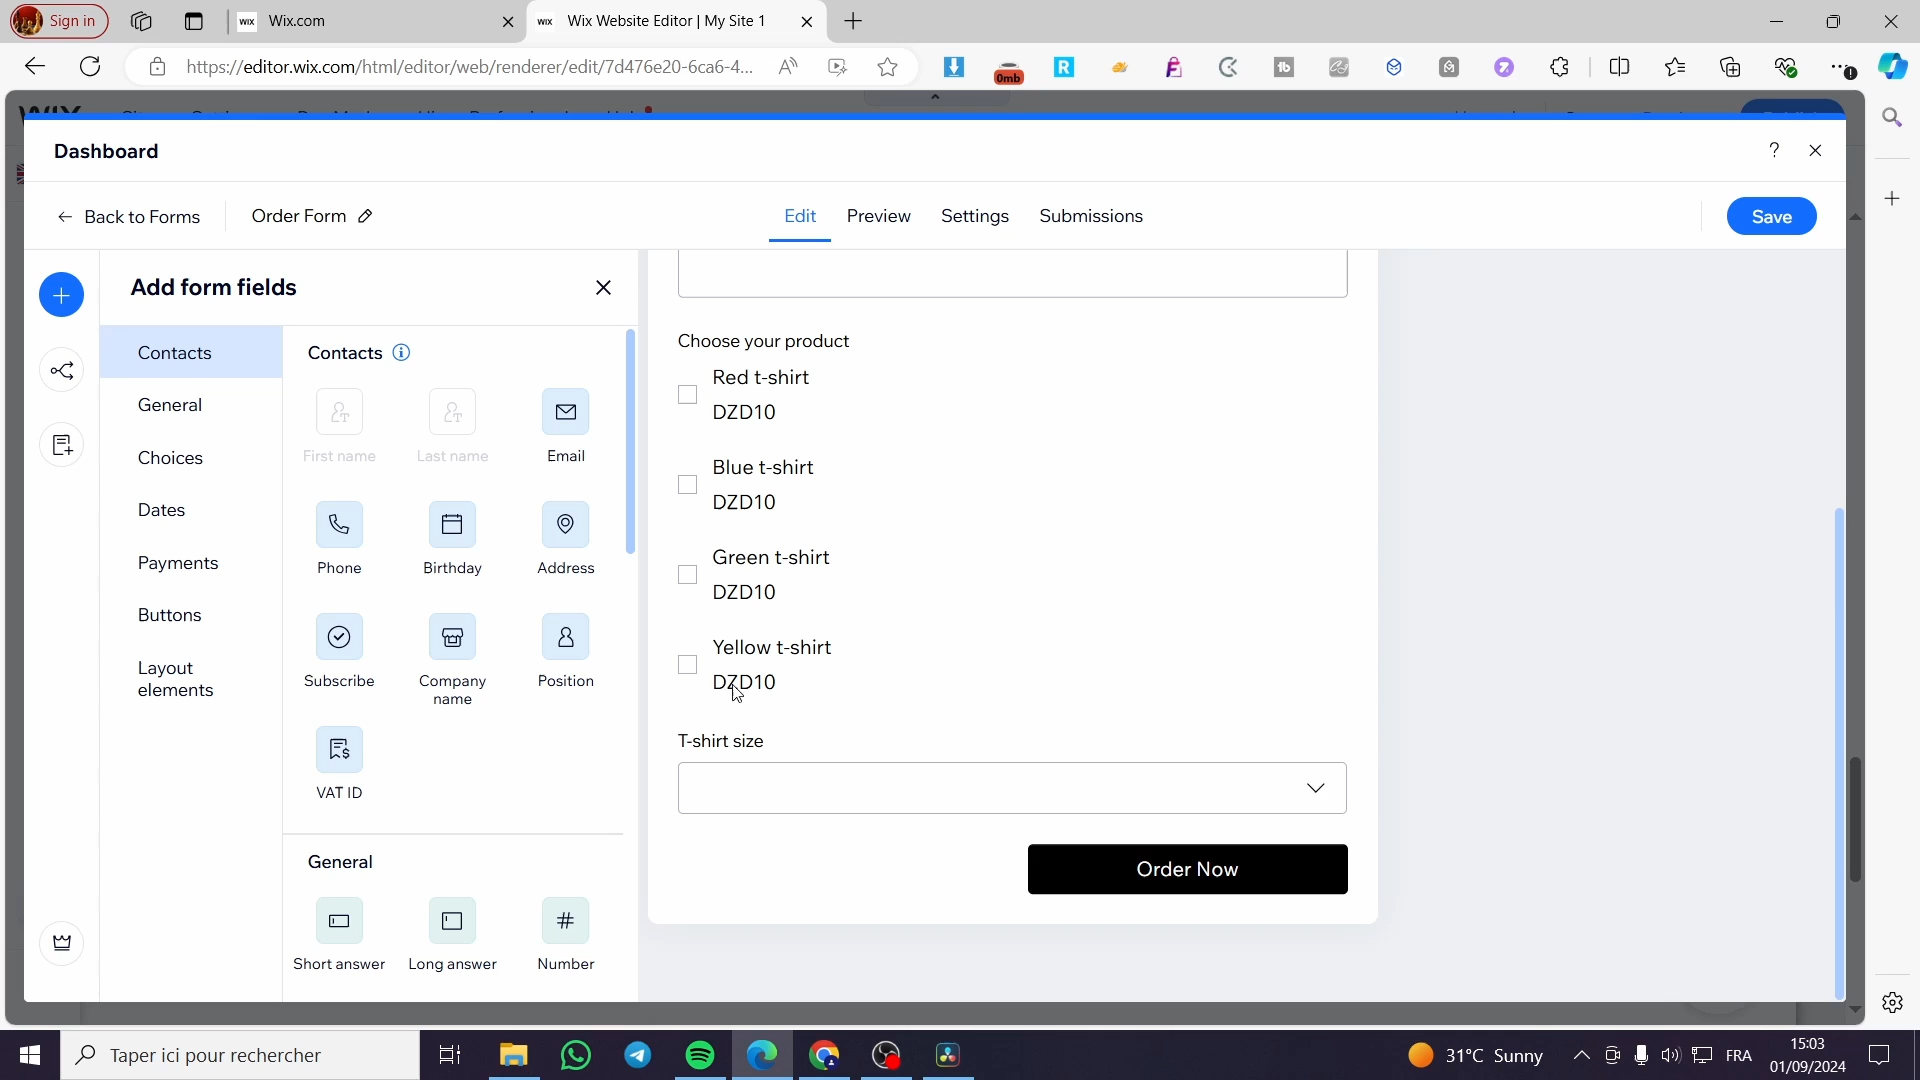 Sign in
WIX Wix.com
WIX Wix Website Editor | My Site 1
https://editor.wix.com/html/editor/web/renderer/edit/7d476e20-6ca6-4...
0mb
Dashboard
?
Back to Forms
Order Form
Edit
Preview
Settings
Submissions
Save
Add form fields
Contacts
General
Choices
Dates
Payments
Buttons
Layout
elements
Contacts
First name
Last name
Email
Phone
Birthday
Address
Subscribe
Company
name
Position
VAT ID
General
Short answer
Long answer
Number
Choose your product
Red t-shirt
DZD10
Blue t-shirt
DZD10
Green t-shirt
DZD10
Yellow t-shirt
DZD10
T-shirt size
Order Now
Taper ici pour rechercher
31°C Sunny
FRA
15:03
01/09/2024